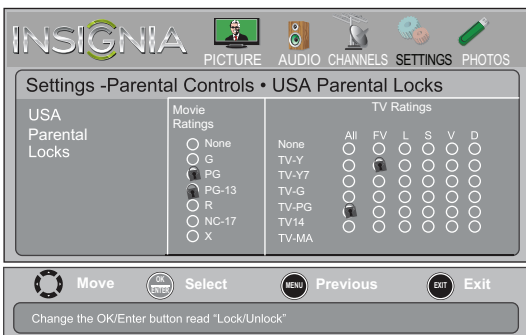 INSIGNIA
PICTURE AUDIO CHANNELS SETTINGS PHOTOS
Settings -Parental Controls • USA Parental Locks
USA
Parental
Locks
Movie
Ratings
None
G
PG
PG-13
R
NC-17
X
TV Ratings
All FV L S V D
None
TV-Y
TV-Y7
TV-G
TV-PG
TV14
TV-MA
Move
OK
ENTER
Select
MENU
Previous
EXIT
Exit
Change the OK/Enter button read “Lock/Unlock”